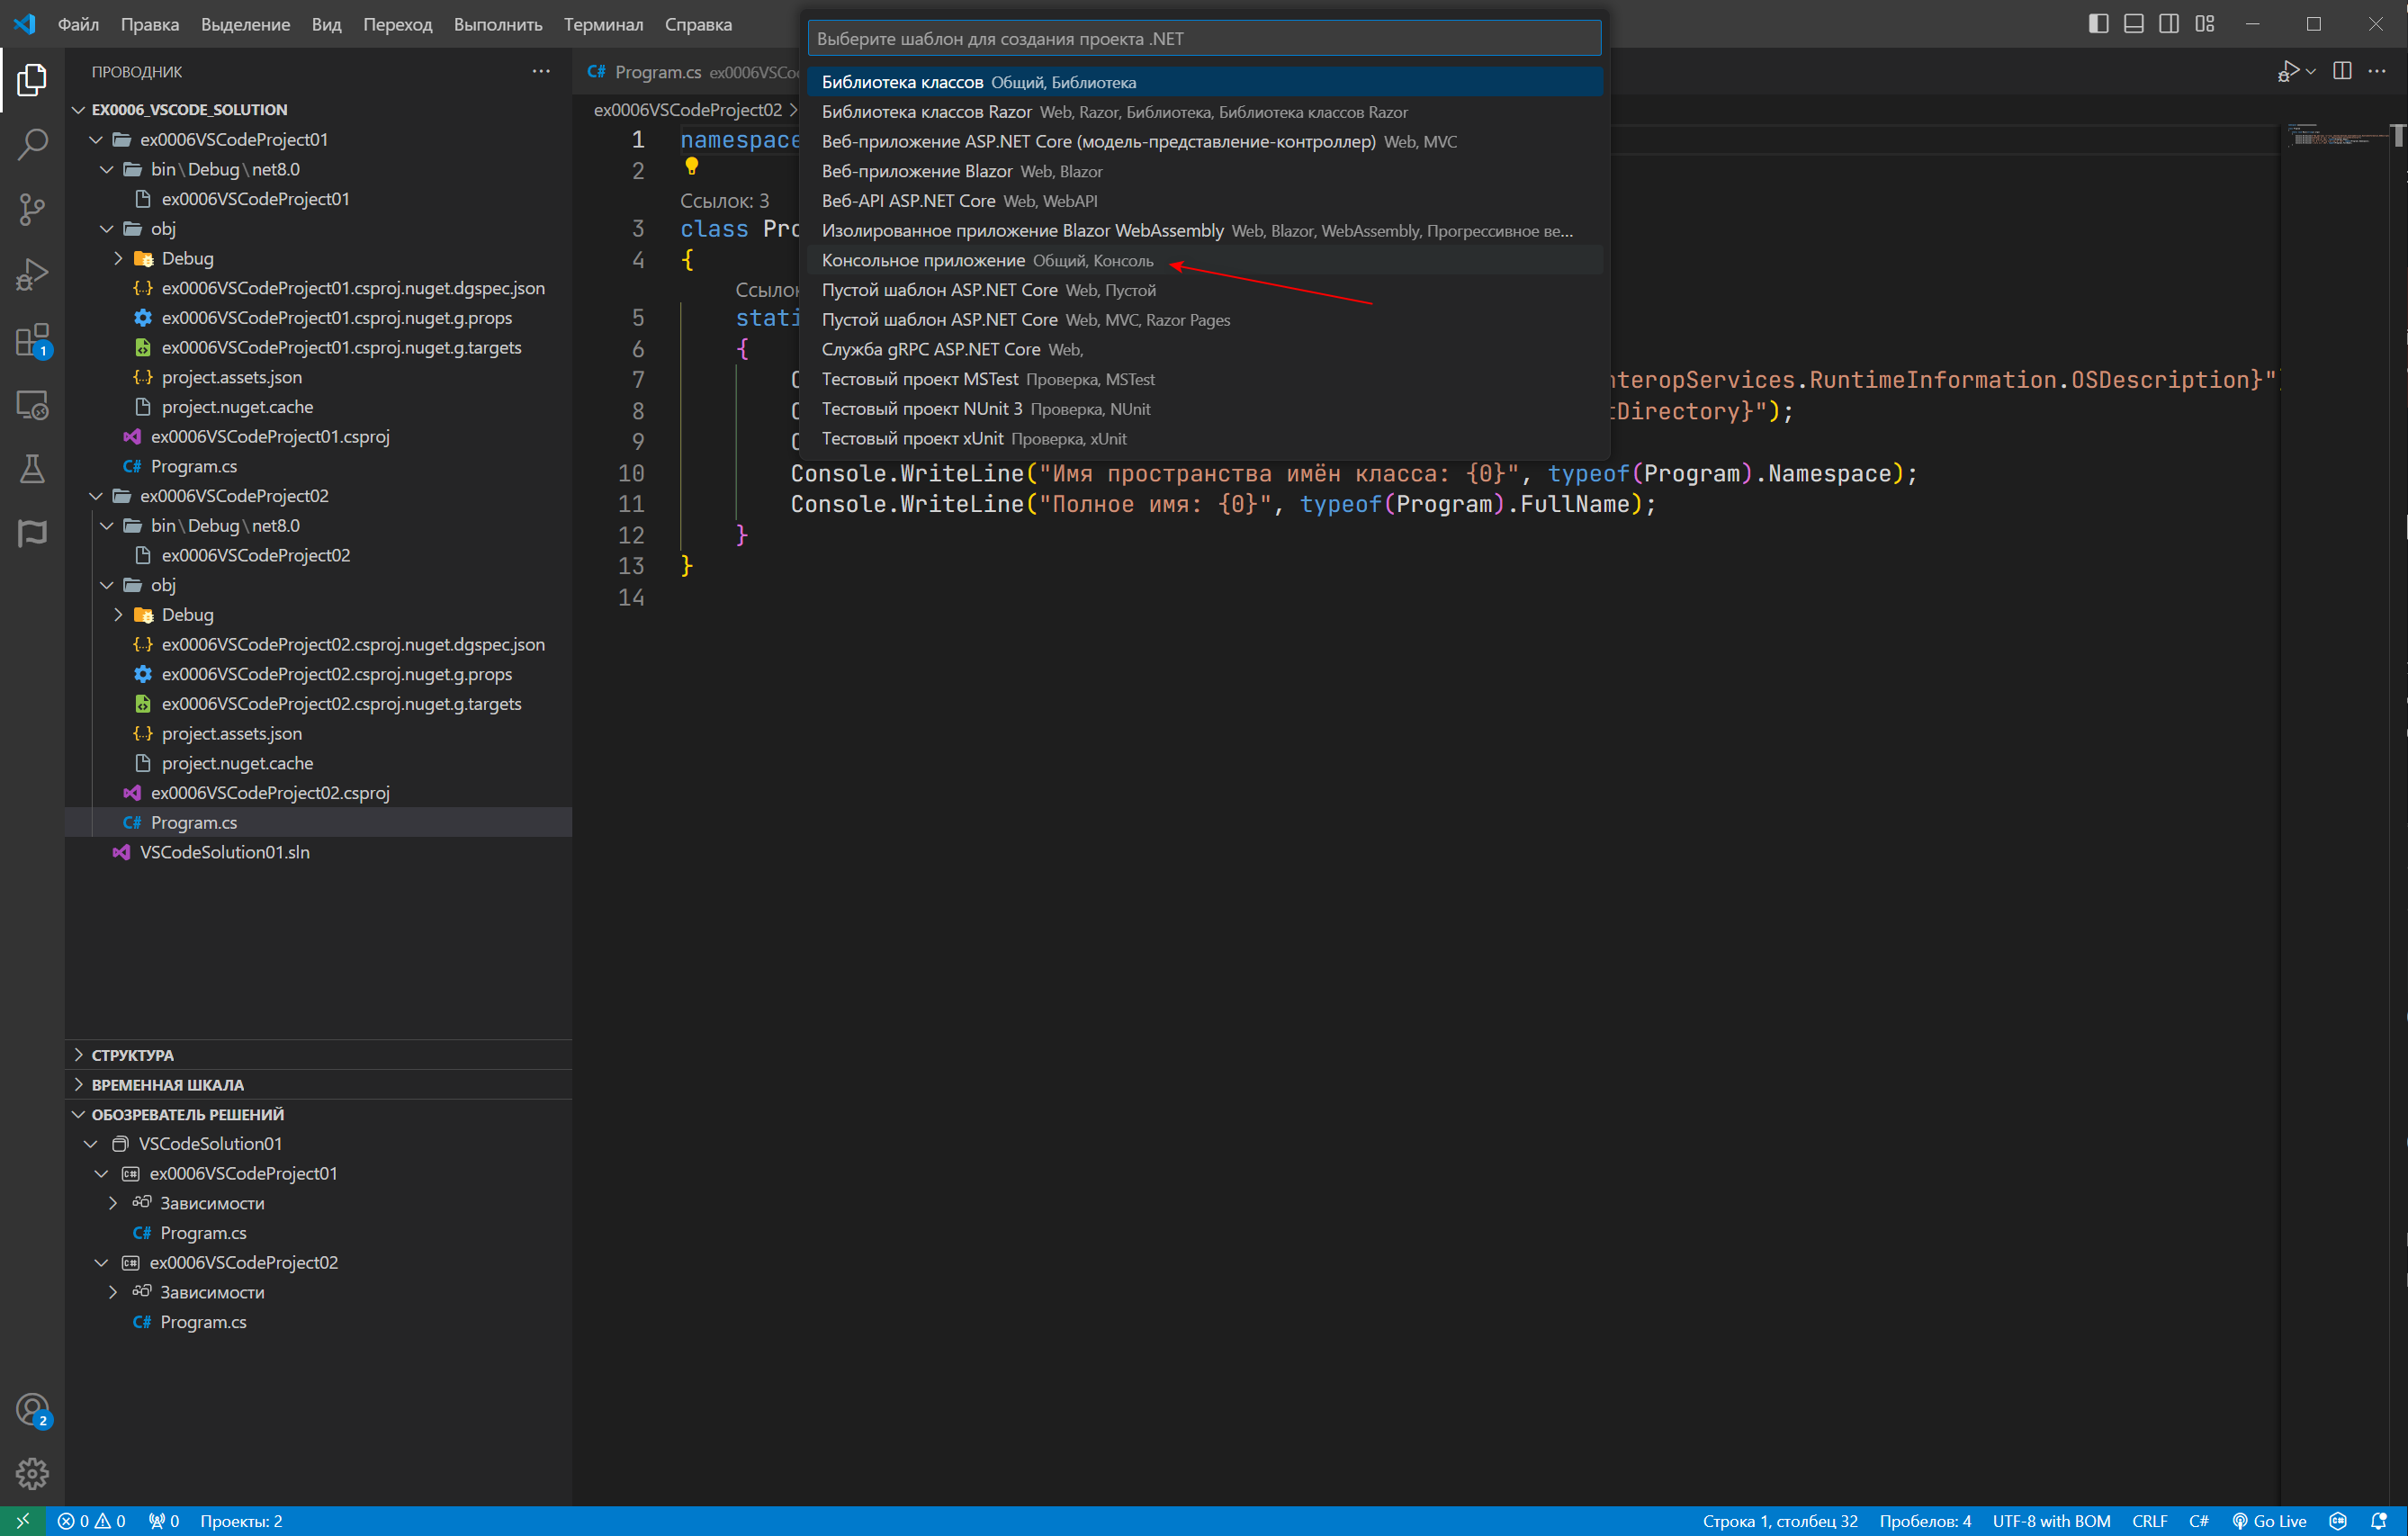 Файл Правка Выделение Вид Переход Выполнить Терминал Справка
Выберите шаблон для создания проекта .NET
Библиотека классов Общий, Библиотека
Библиотека классов Razor Web, Razor, Библиотека, Библиотека классов Razor
Веб-приложение ASP.NET Core (модель-представление-контроллер) Web, MVC
Веб-приложение Blazor Web, Blazor
Веб-API ASP.NET Core Web, WebAPI
Изолированное приложение Blazor WebAssembly Web, Blazor, WebAssembly, Прогрессивное ве...
Консольное приложение Общий, Консоль
Пустой шаблон ASP.NET Core Web, Пустой
Пустой шаблон ASP.NET Core Web, MVC, Razor Pages
Служба gRPC ASP.NET Core Web,
Тестовый проект MSTest Проверка, MSTest
Тестовый проект NUnit 3 Проверка, NUnit
Тестовый проект xUnit Проверка, xUnit
ПРОВОДНИК
EX0006_VSCODE_SOLUTION
ex0006VSCodeProject01
bin\Debug\net8.0
ex0006VSCodeProject01
obj
Debug
ex0006VSCodeProject01.csproj.nuget.dgspec.json
ex0006VSCodeProject01.csproj.nuget.g.props
ex0006VSCodeProject01.csproj.nuget.g.targets
project.assets.json
project.nuget.cache
ex0006VSCodeProject01.csproj
C# Program.cs
ex0006VSCodeProject02
bin\Debug\net8.0
ex0006VSCodeProject02
obj
Debug
ex0006VSCodeProject02.csproj.nuget.dgspec.json
ex0006VSCodeProject02.csproj.nuget.g.props
ex0006VSCodeProject02.csproj.nuget.g.targets
project.assets.json
project.nuget.cache
ex0006VSCodeProject02.csproj
C# Program.cs
VSCodeSolution01.sln
СТРУКТУРА
ВРЕМЕННАЯ ШКАЛА
ОБОЗРЕВАТЕЛЬ РЕШЕНИЙ
VSCodeSolution01
ex0006VSCodeProject01
Зависимости
C# Program.cs
ex0006VSCodeProject02
Зависимости
C# Program.cs
1
2
C# Program.cs ex0006VSCo
ex0006VSCodeProject02 >
1 namespace
2
Ссылок: 3
3 class Pro
4 {
Ссылок
5 stati
6 {
7 C nteropServices.RuntimeInformation.OSDescription}"
8 C tDirectory}");
9 C
10 Console.WriteLine("Имя пространства имён класса: {0}", typeof(Program).Namespace);
11 Console.WriteLine("Полное имя: {0}", typeof(Program).FullName);
12 }
13 }
14
0 0 0 Проекты: 2
Строка 1, столбец 32 Пробелов: 4 UTF-8 with BOM CRLF C# Go Live